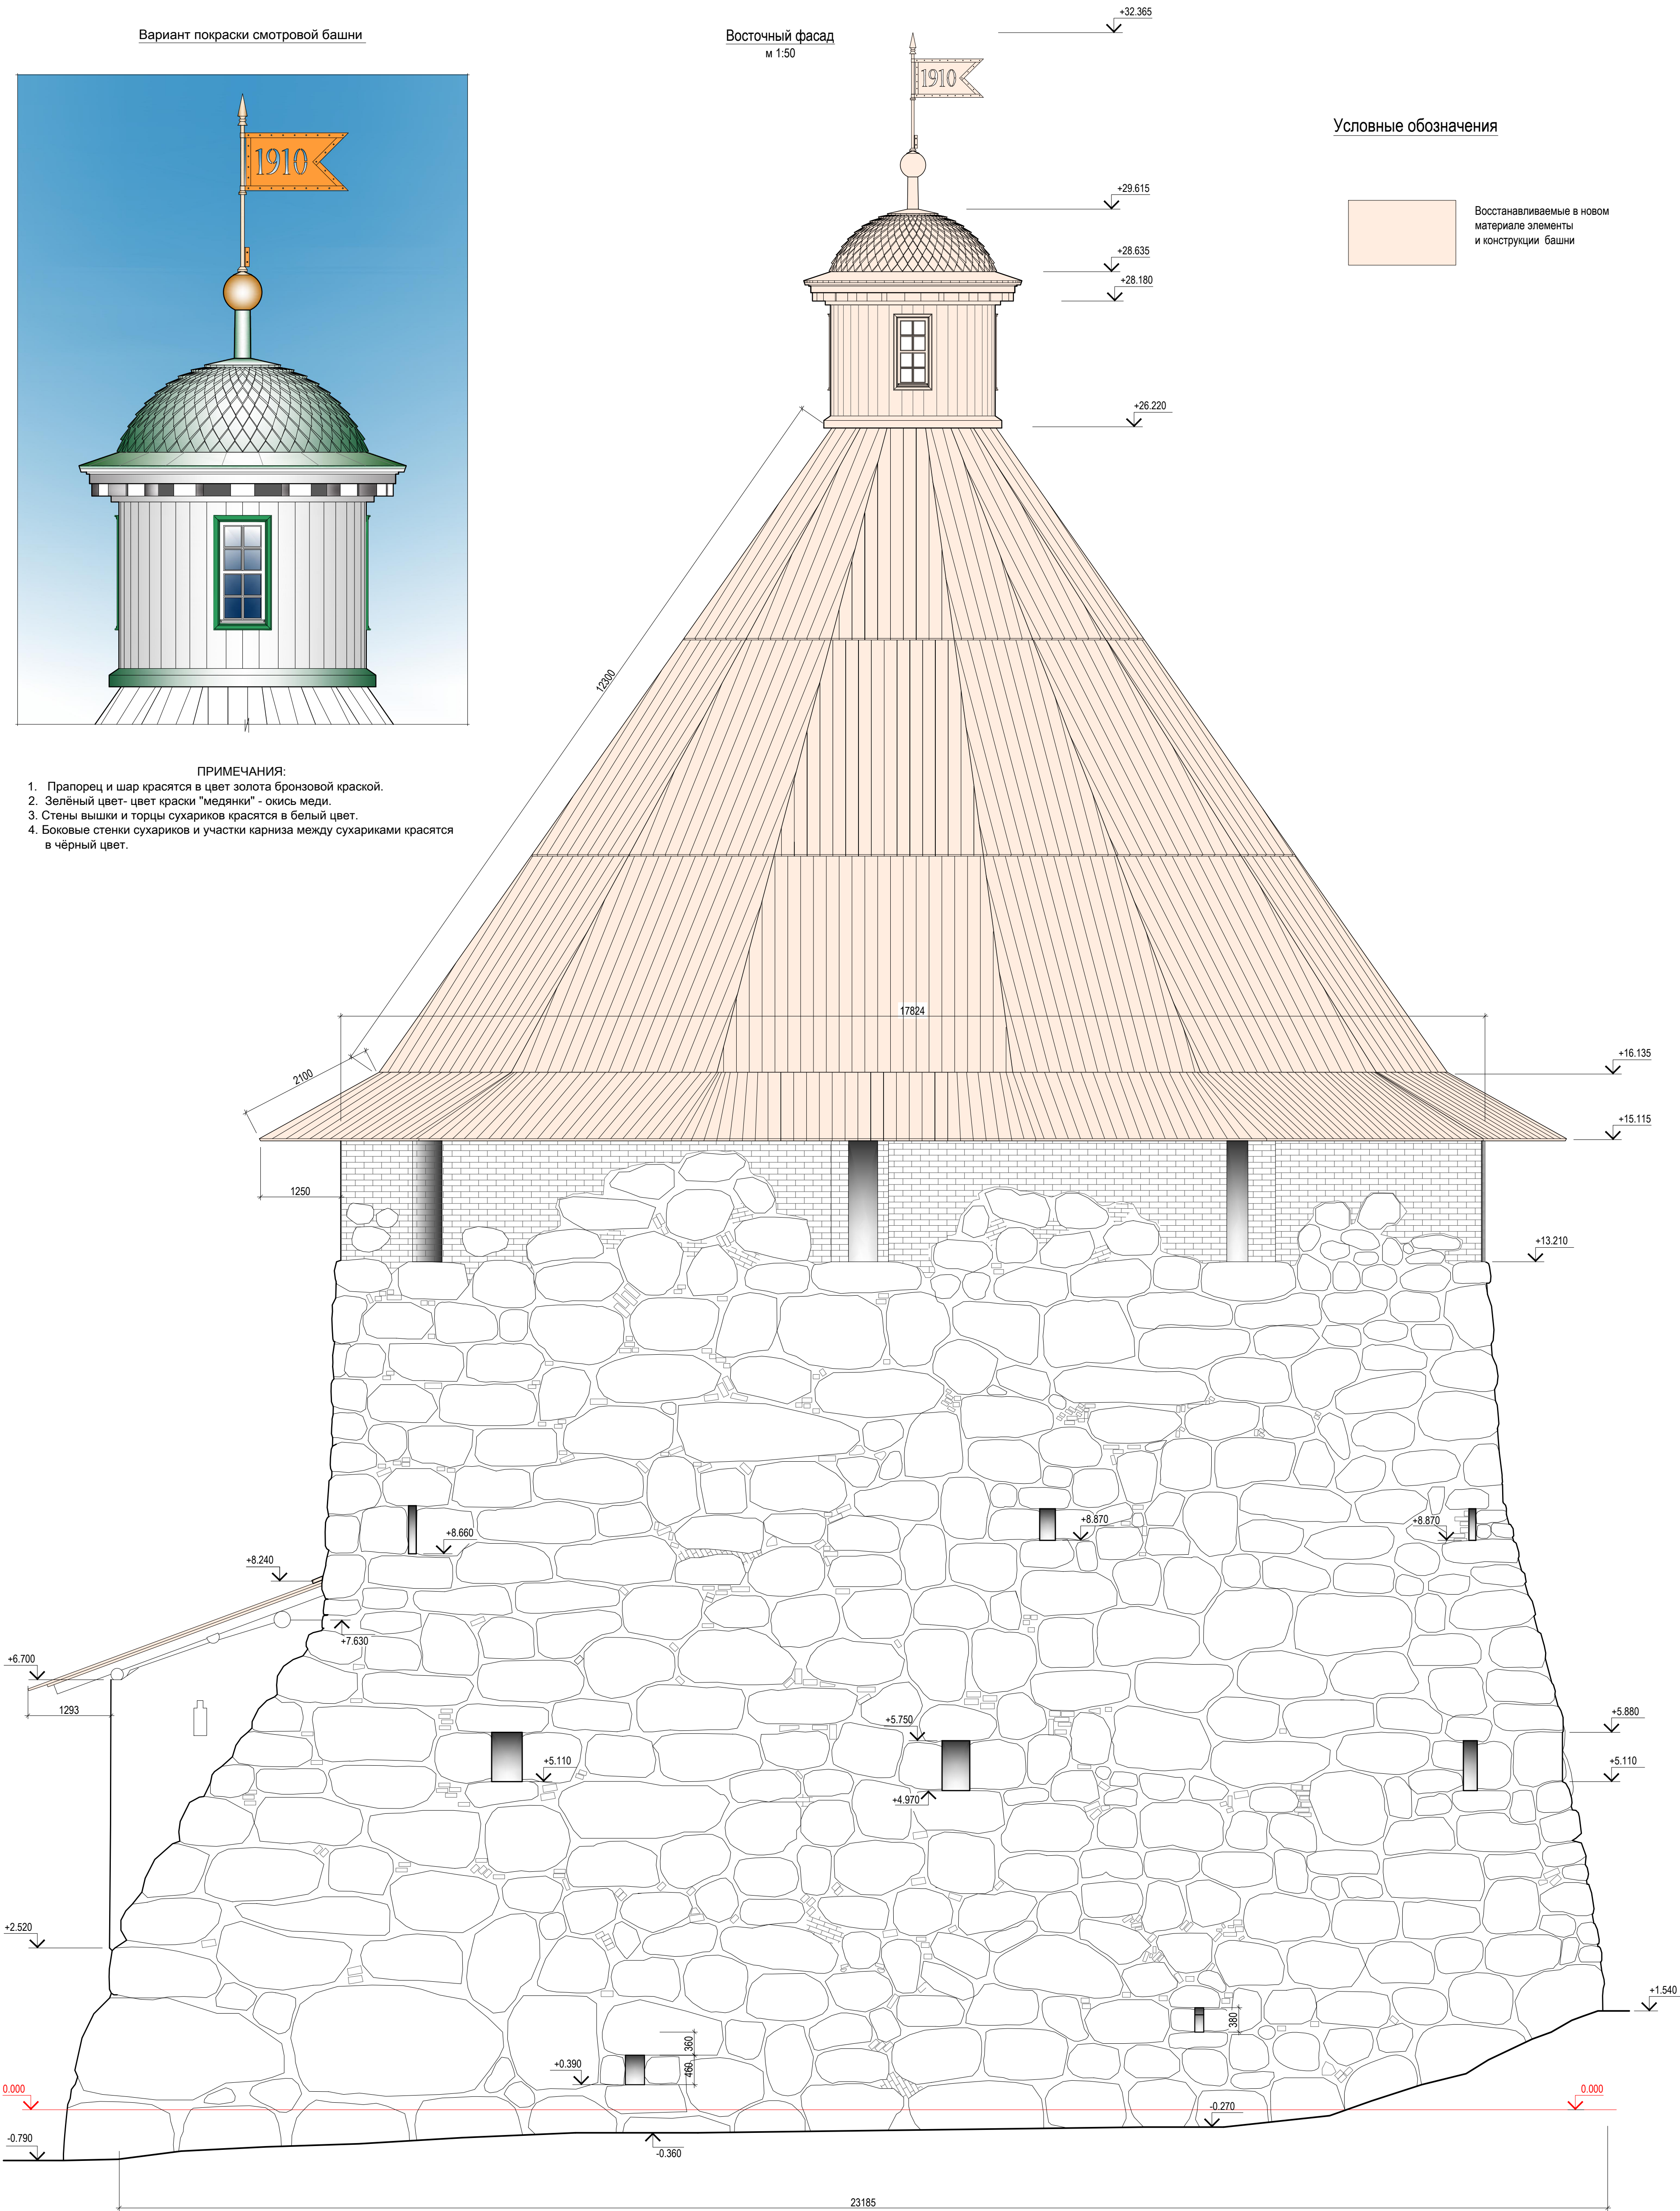 Вариант покраски смотровой башни
Восточный фасад
м 1:50
Условные обозначения
Восстанавливаемые в новом
материале элементы
и конструкции башни
1910
1910
ПРИМЕЧАНИЯ:
1. Прапорец и шар красятся в цвет золота бронзовой краской.
2. Зелёный цвет- цвет краски "медянки" - окись меди.
3. Стены вышки и торцы сухариков красятся в белый цвет.
4. Боковые стенки сухариков и участки карниза между сухариками красятся
в чёрный цвет.
+32.365
+29.615
+28.635
+28.180
+26.220
12300
17824
2100
+16.135
+15.115
1250
+13.210
+8.660
+8.870
+8.870
+8.240
+7.630
+6.700
1293
+5.750
+5.880
+5.110
+5.110
+4.970
+2.520
+1.540
380
360
460
+0.390
0.000
0.000
-0.270
-0.790
-0.360
23185